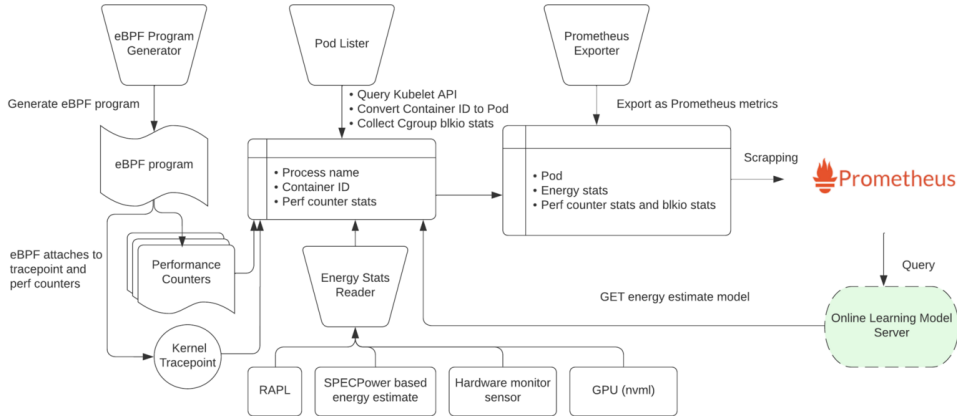 eBPF Program
Generator
Pod Lister
Prometheus
Exporter
Generate eBPF program
• Query Kubelet API
• Convert Container ID to Pod
• Collect Cgroup blkio stats
Export as Prometheus metrics
eBPF program
• Process name
• Container ID
• Perf counter stats
• Pod
• Energy stats
• Perf counter stats and blkio stats
Scrapping
Prometheus
eBPF attaches to
tracepoint and
perf counters
Performance
Counters
Energy Stats
Reader
Query
GET energy estimate model
Online Learning Model
Server
Kernel
Tracepoint
RAPL
SPECPower based
energy estimate
Hardware monitor
sensor
GPU (nvml)